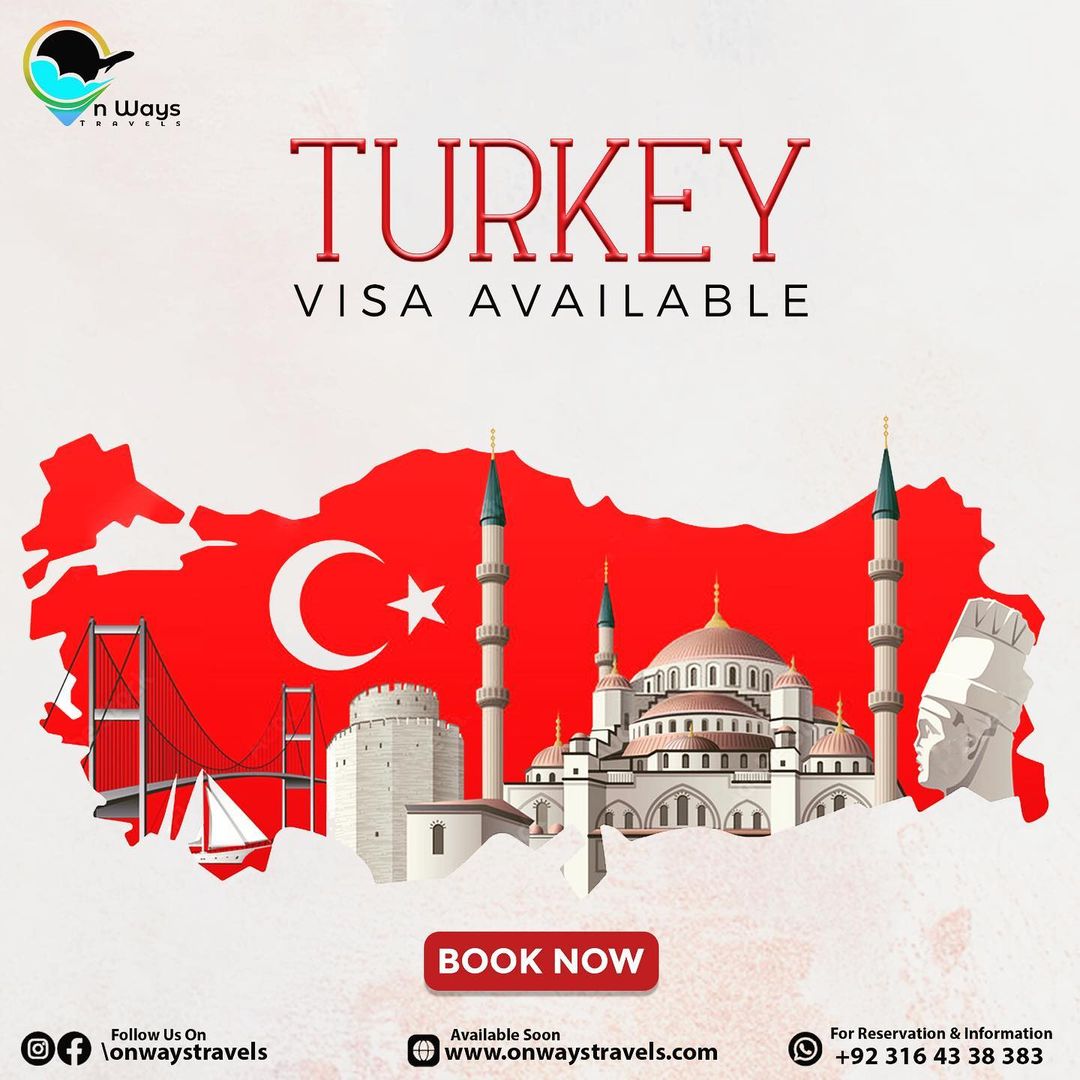 n Ways
TRAVELS
TURKEY
VISA AVAILABLE
BOOK NOW
Follow Us On
\onwaystravels
Available Soon
www.onwaystravels.com
For Reservation & Information
+92 316 43 38 383